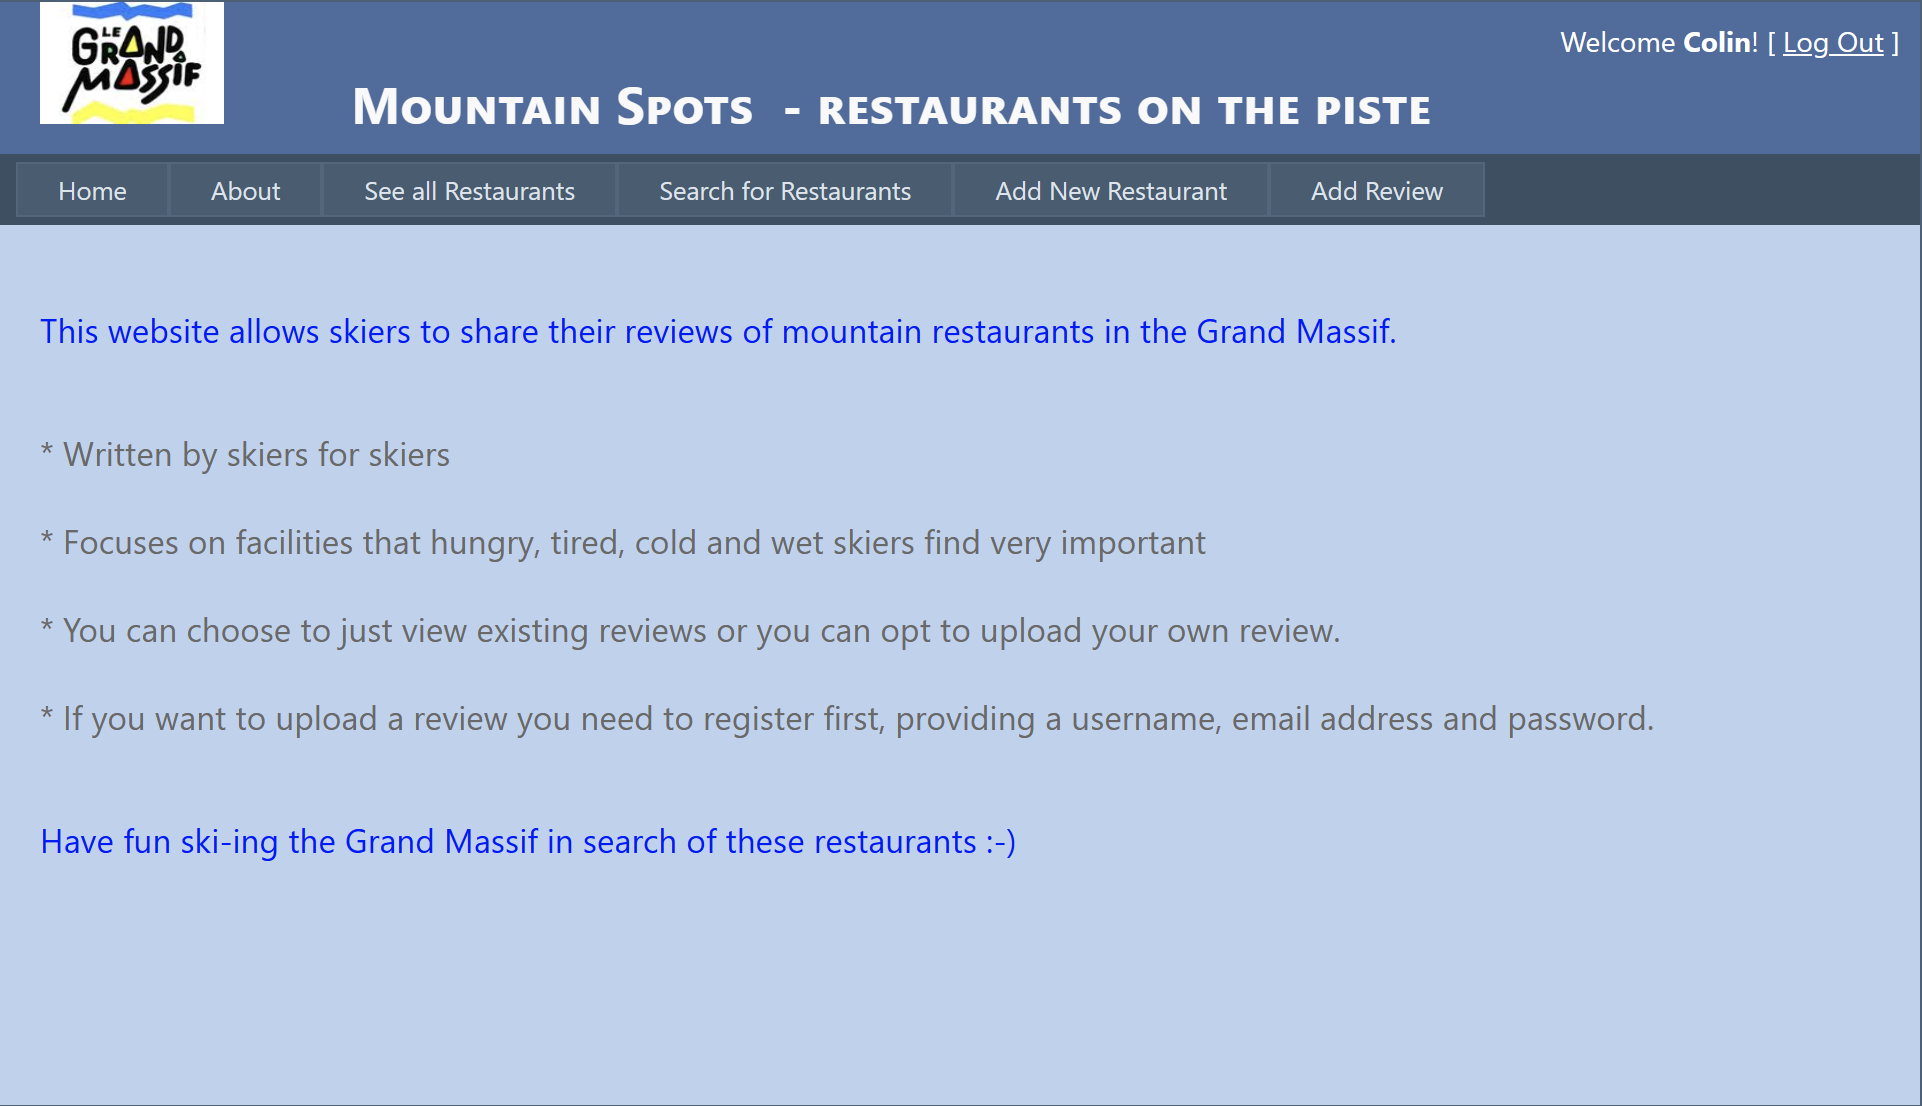 LE
GRAND
MASSIF
Welcome Colin! [ Log Out ]
Mountain Spots - restaurants on the piste
Home About See all Restaurants Search for Restaurants Add New Restaurant Add Review
This website allows skiers to share their reviews of mountain restaurants in the Grand Massif.
* Written by skiers for skiers
* Focuses on facilities that hungry, tired, cold and wet skiers find very important
* You can choose to just view existing reviews or you can opt to upload your own review.
* If you want to upload a review you need to register first, providing a username, email address and password.
Have fun ski-ing the Grand Massif in search of these restaurants :-)